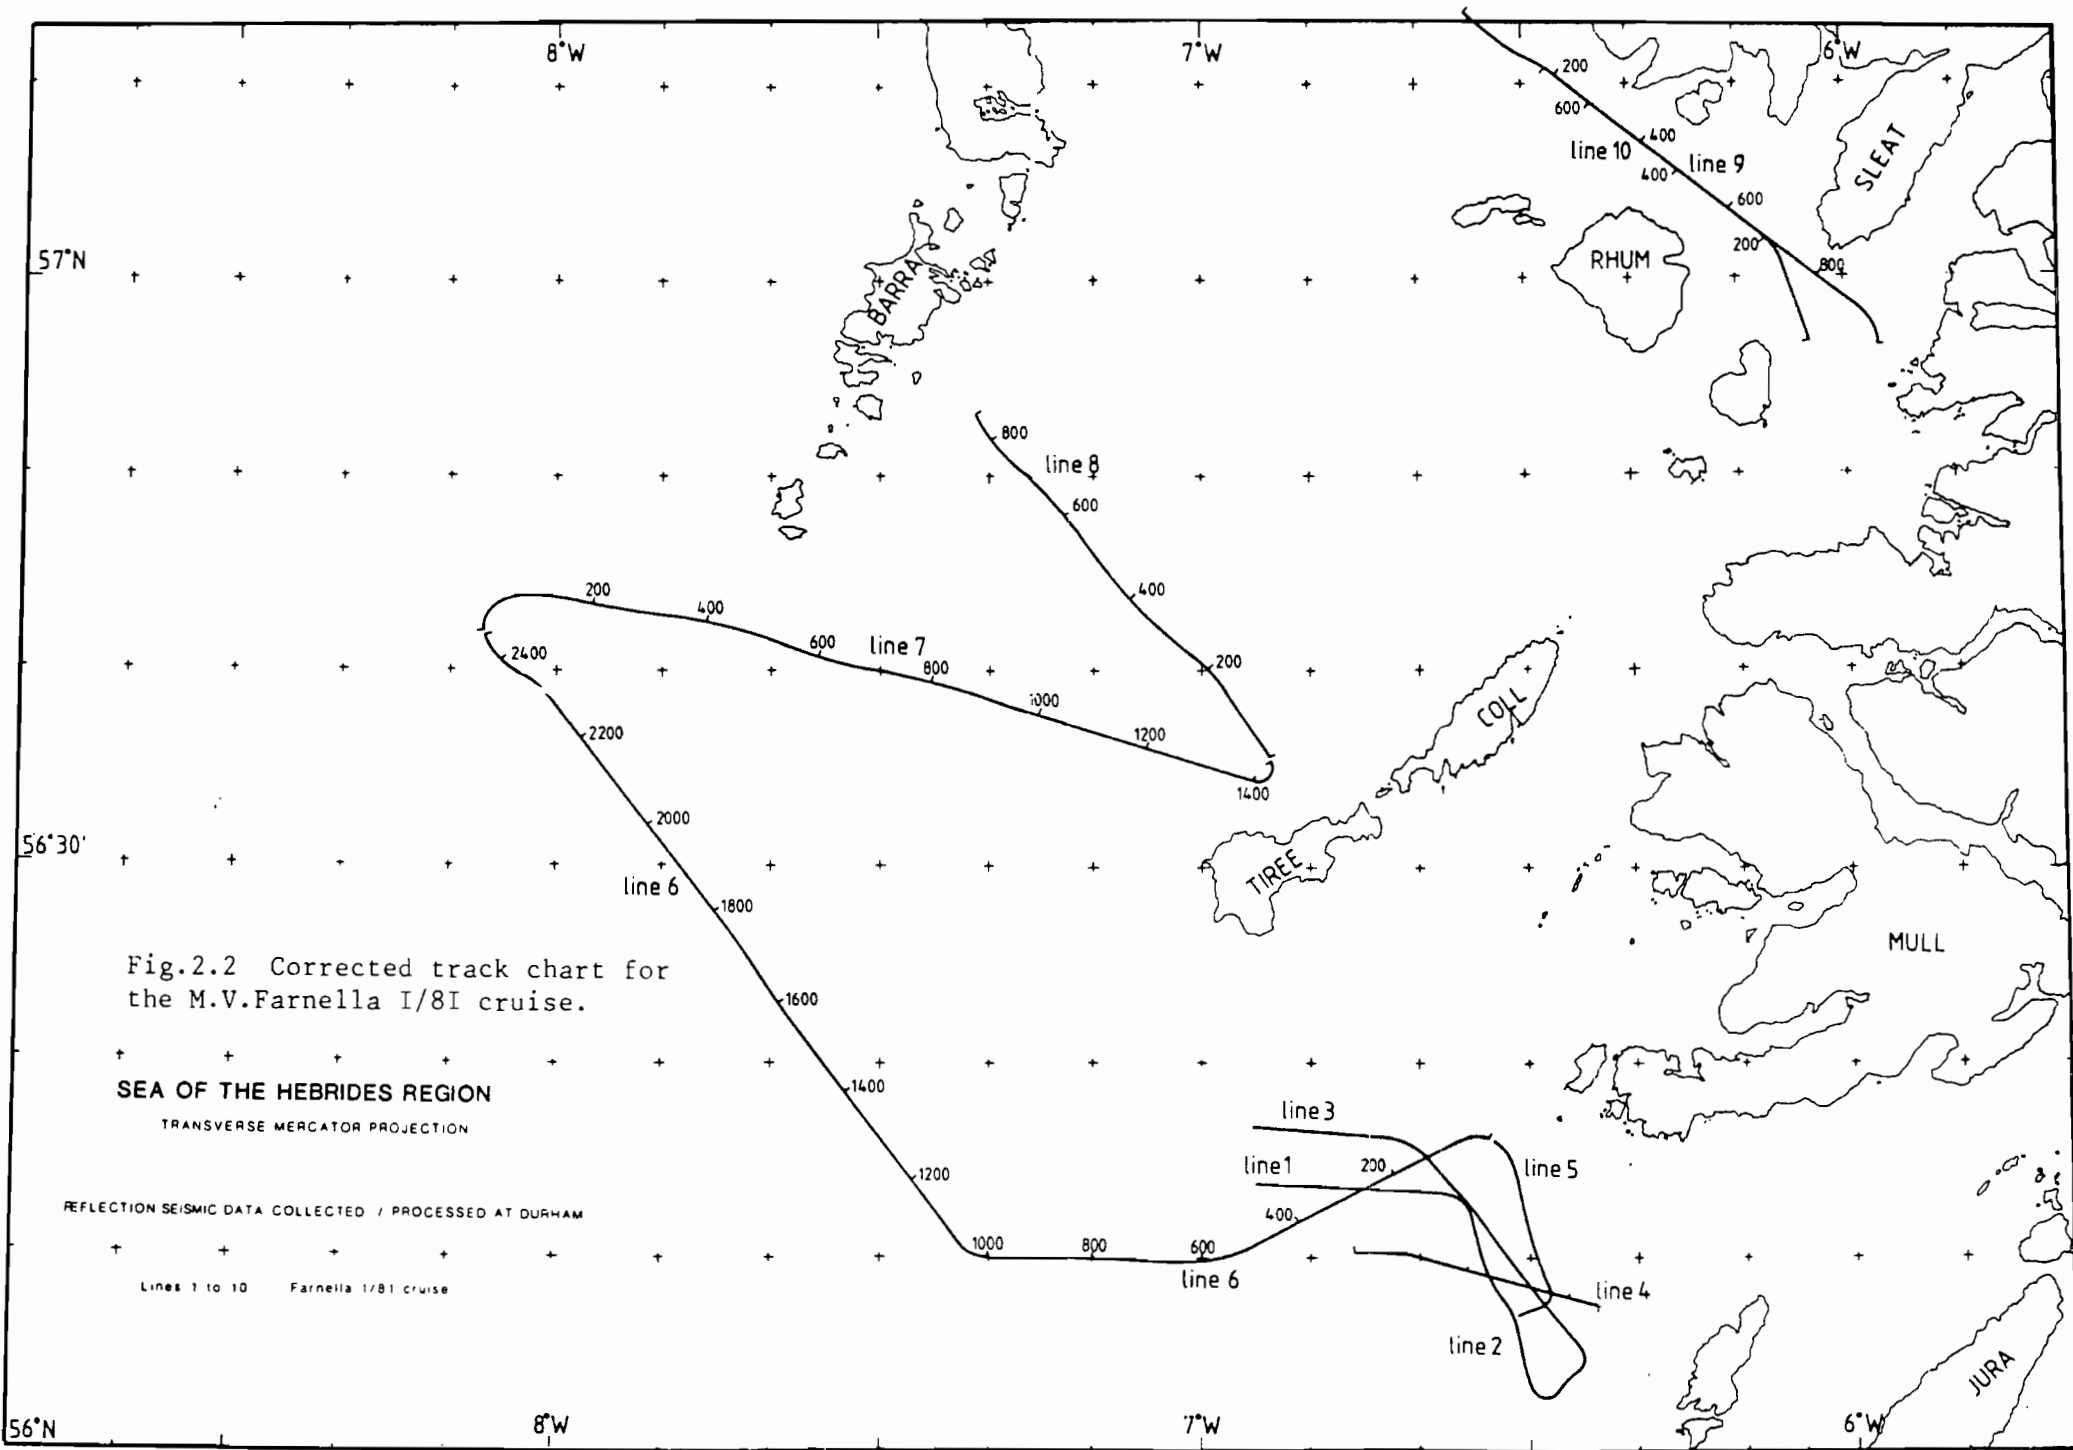 8°W
7°W
6°W
200
600
400
line 10
line 9
400
600
200
800
SLEAT
57°N
RHUM
BARRA
800
line 8
600
400
200
200
400
600
line 7
800
1000
1200
1400
2400
2200
2000
line 6
1800
1600
1400
1200
1000
800
600
line 6
400
200
COLL
TIREE
56°30'
MULL
Fig.2.2 Corrected track chart for
the M.V.Farnella I/8I cruise.
SEA OF THE HEBRIDES REGION
TRANSVERSE MERCATOR PROJECTION
REFLECTION SEISMIC DATA COLLECTED / PROCESSED AT DURHAM
Lines 1 to 10 Farnella 1/81 cruise
line 3
line 1
line 5
line 4
line 2
JURA
56°N
8°W
7°W
6°W